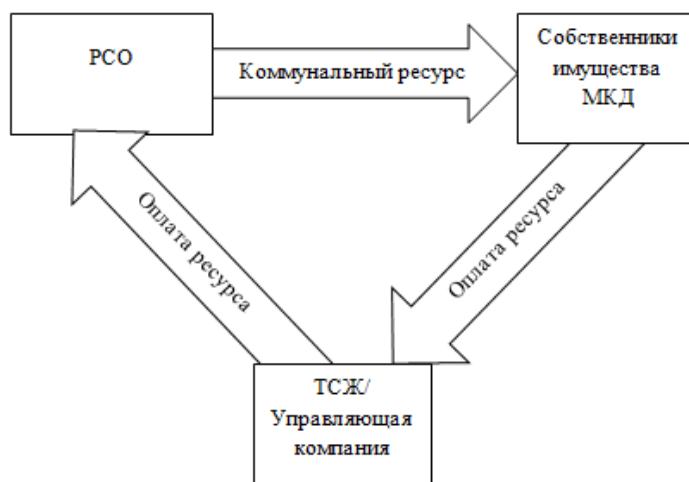 РСО
Коммунальный ресурс
Собственники
имущества
МКД
Оплата ресурса
Оплата ресурса
ТСЖ/
Управляющая
компания